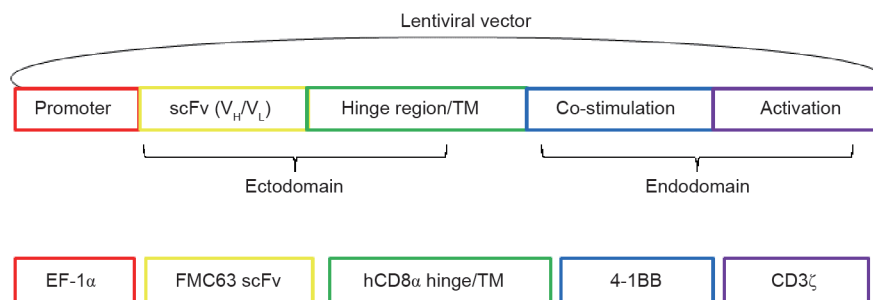 Lentiviral vector
Promoter scFv (VH/VL) Hinge region/TM Co-stimulation Activation
Ectodomain Endodomain
EF-1α FMC63 scFv hCD8α hinge/TM 4-1BB CD3ζ